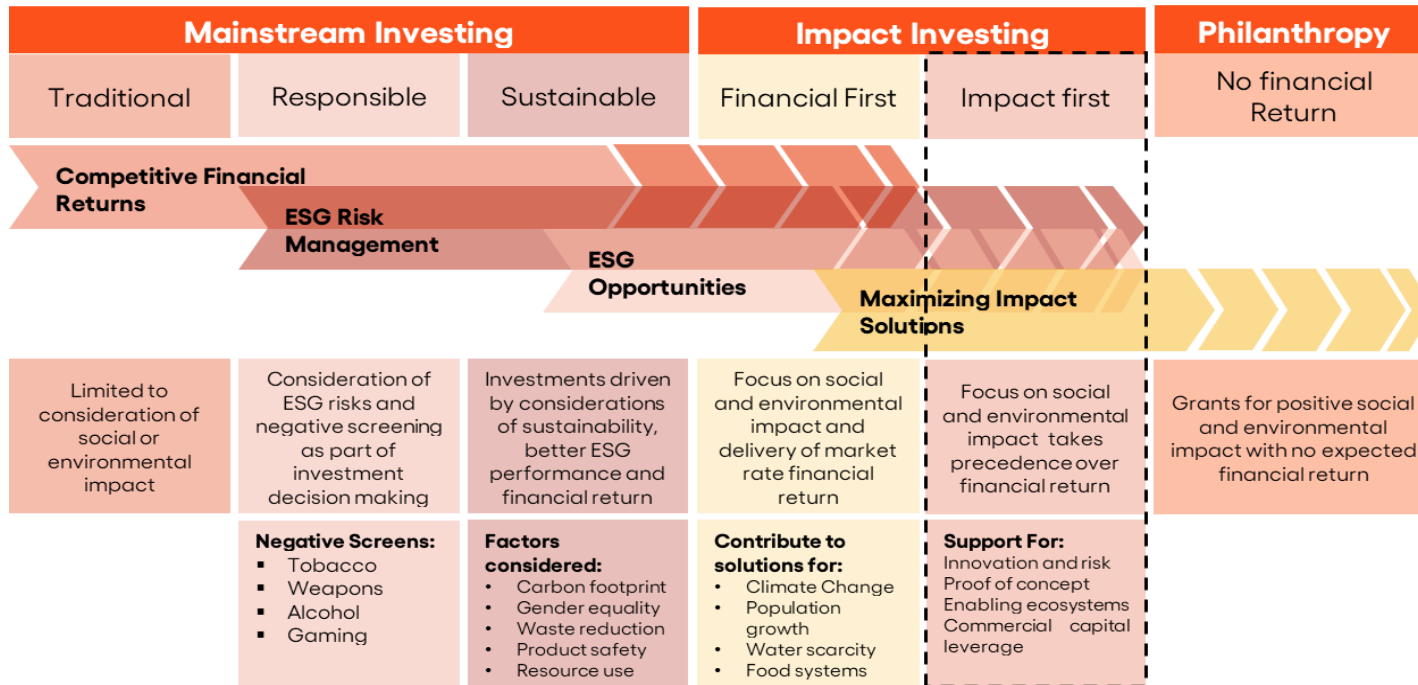 Mainstream Investing
Impact Investing
Philanthropy
Traditional
Responsible
Sustainable
Financial First
Impact first
No financial
Return
Competitive Financial
Returns
ESG Risk
Management
ESG
Opportunities
Maximizing Impact
Solutions
Limited to
consideration of
social or
environmental
impact
Consideration of
ESG risks and
negative screening
as part of
investment
decision making
Investments driven
by considerations
of sustainability,
better ESG
performance and
financial return
Focus on social
and environmental
impact and
delivery of market
rate financial
return
Focus on social
and environmental
impact takes
precedence over
financial return
Grants for positive social
and environmental
impact with no expected
financial return
Negative Screens:
▪ Tobacco
▪ Weapons
▪ Alcohol
▪ Gaming
Factors
considered:
• Carbon footprint
• Gender equality
• Waste reduction
• Product safety
• Resource use
Contribute to
solutions for:
• Climate Change
• Population
growth
• Water scarcity
• Food systems
Support For:
Innovation and risk
Proof of concept
Enabling ecosystems
Commercial capital
leverage